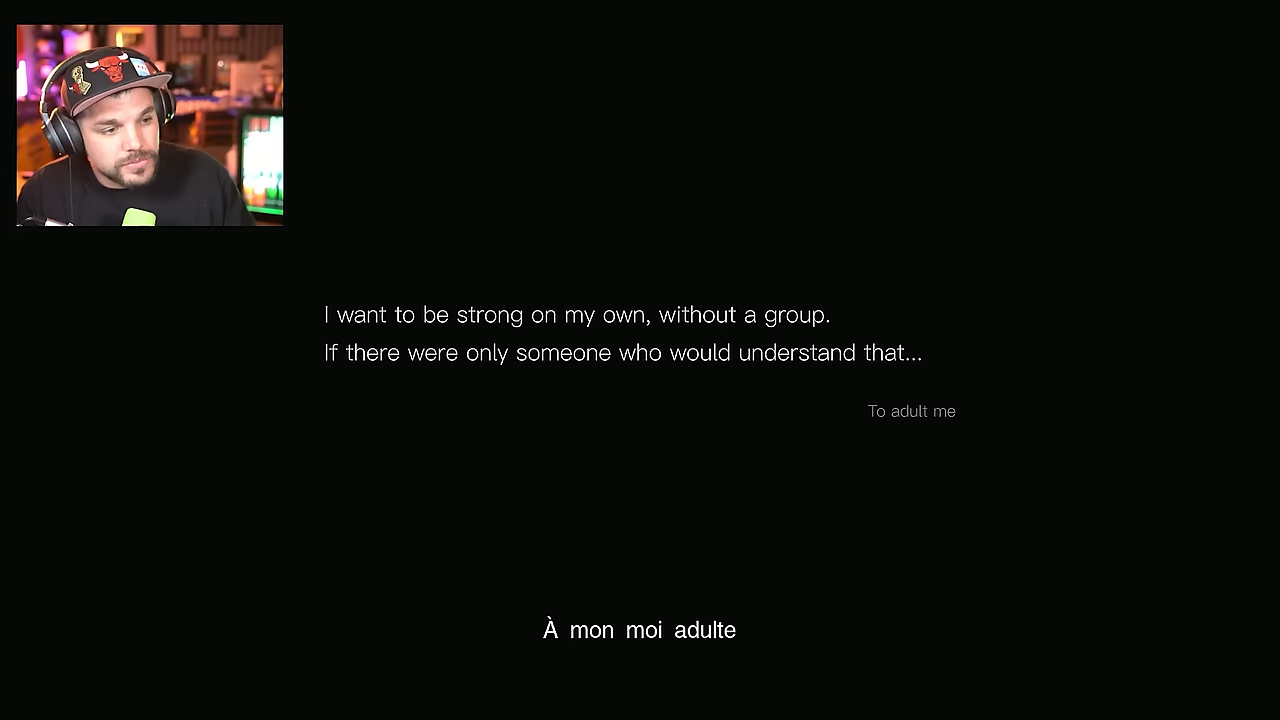 I want to be strong on my own, without a group.
If there were only someone who would understand that...
To adult me
À mon moi adulte